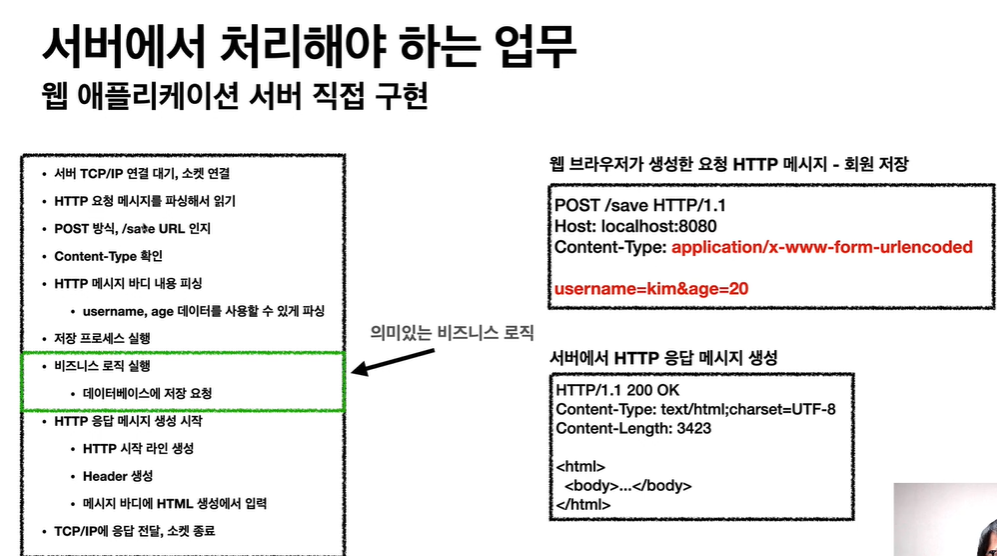 서버에서 처리해야 하는 업무
웹 애플리케이션 서버 직접 구현
• 서버 TCP/IP 연결 대기, 소켓 연결
• HTTP 요청 메시지를 파싱해서 읽기
• POST 방식, /save URL 인지
• Content-Type 확인
• HTTP 메시지 바디 내용 피싱
• username, age 데이터를 사용할 수 있게 파싱
• 저장 프로세스 실행
• 비즈니스 로직 실행
• 데이터베이스에 저장 요청
• HTTP 응답 메시지 생성 시작
• HTTP 시작 라인 생성
• Header 생성
• 메시지 바디에 HTML 생성에서 입력
• TCP/IP에 응답 전달, 소켓 종료
의미있는 비즈니스 로직
웹 브라우저가 생성한 요청 HTTP 메시지 - 회원 저장
POST /save HTTP/1.1
Host: localhost:8080
Content-Type: application/x-www-form-urlencoded
username=kim&age=20
서버에서 HTTP 응답 메시지 생성
HTTP/1.1 200 OK
Content-Type: text/html;charset=UTF-8
Content-Length: 3423
<html>
<body>...</body>
</html>